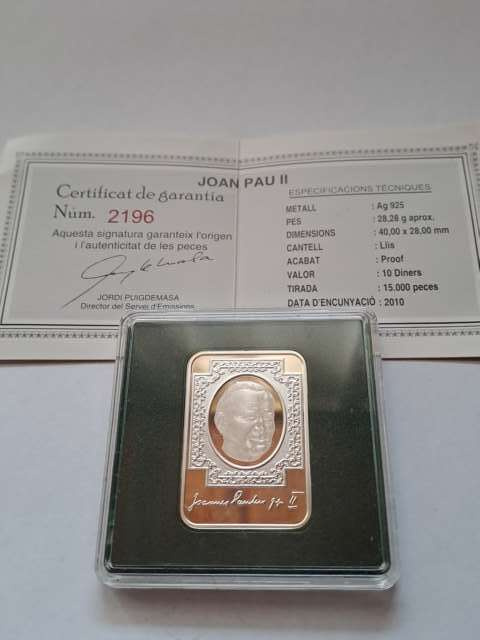 JOAN PAU II
Certificat de garantia
Núm. 2196
Aquesta signatura garanteix l'origen
i l'autenticitat de les peces
JORDI PUIGDEMASA
Director del Servei d'Emissions
ESPECIFICACIONS TÈCNIQUES
METALL : Ag 925
PES : 28,28 g aprox.
DIMENSIONS : 40,00 x 28,00 mm
CANTELL : Llis
ACABAT : Proof
VALOR : 10 Diners
TIRADA : 15.000 peces
DATA D'ENCUNYACIÓ : 2010
Joannes Paulus pp II